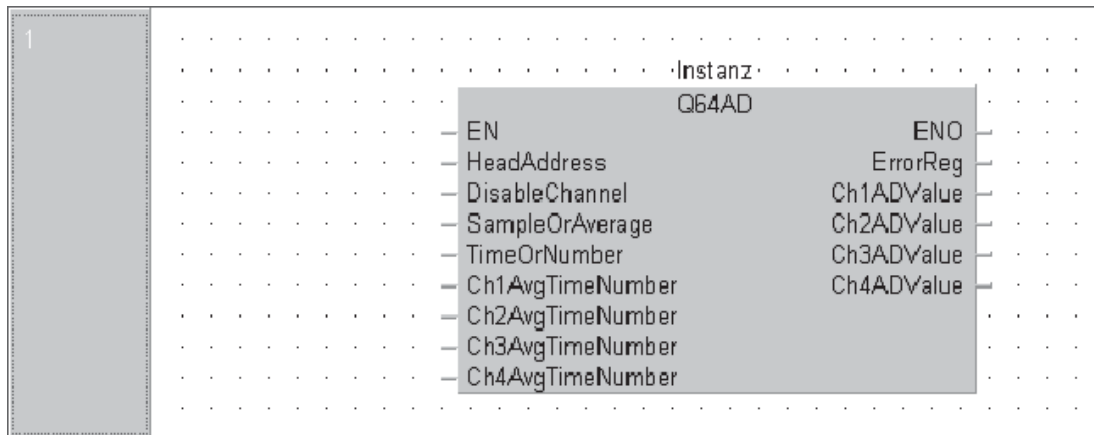 1
Instanz
Q64AD
EN ENO
HeadAddress ErrorReg
DisableChannel Ch1ADValue
SampleOrAverage Ch2ADValue
TimeOrNumber Ch3ADValue
Ch1AvgTimeNumber Ch4ADValue
Ch2AvgTimeNumber
Ch3AvgTimeNumber
Ch4AvgTimeNumber